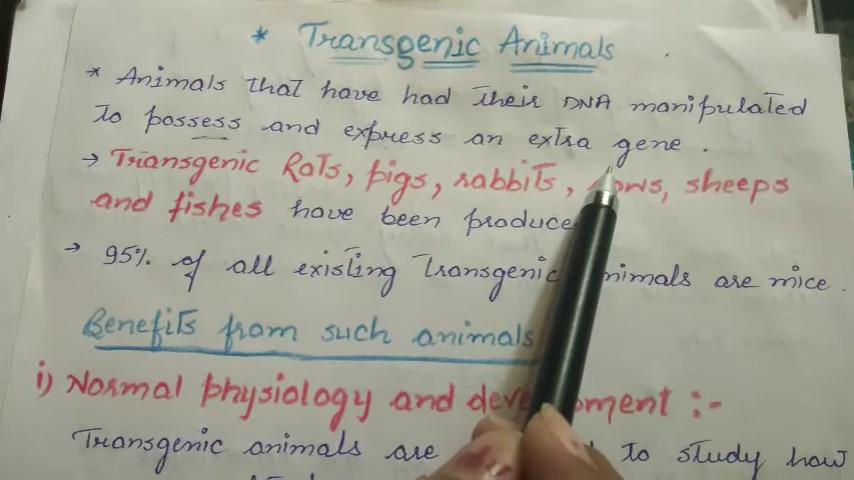 * Transgenic Animals
* Animals that have had their DNA manipulated
to possess and express an extra gene.
→ Transgenic Rats, pigs, rabbits, cows, sheeps
and fishes have been produce
→ 95% of all existing Transgenic animals are mice.
Benefits from such animals
i) Normal physiology and development :-
Transgenic animals are to study how